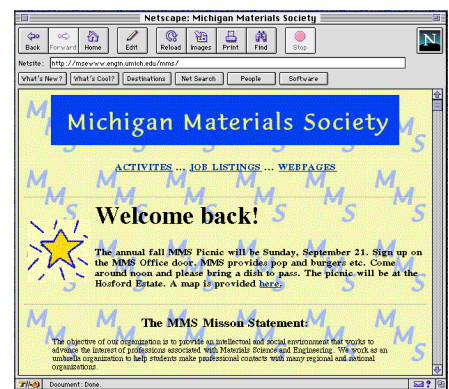 Netscape: Michigan Materials Society
Back Forward Home Edit Reload Images Print Find Stop
N
Netsite: http://msewww.engin.umich.edu/mms/
What's New? What's Cool? Destinations Net Search People Software
Michigan Materials Society
ACTIVITES ... JOB LISTINGS ... WEBPAGES
Welcome back!
The annual fall MMS Picnic will be Sunday, September 21. Sign up on
the MMS Office door. MMS provides pop and burgers etc. Come
around noon and please bring a dish to pass. The picnic will be at the
Hosford Estate. A map is provided here.
The MMS Misson Statement:
The objective of our organization is to provide an intellectual and social environment that works to
advance the interest of professions associated with Materials Science and Engineering. We work as an
umbrella organization to help students make professional contacts with many regional and national
organizations.
Document: Done.